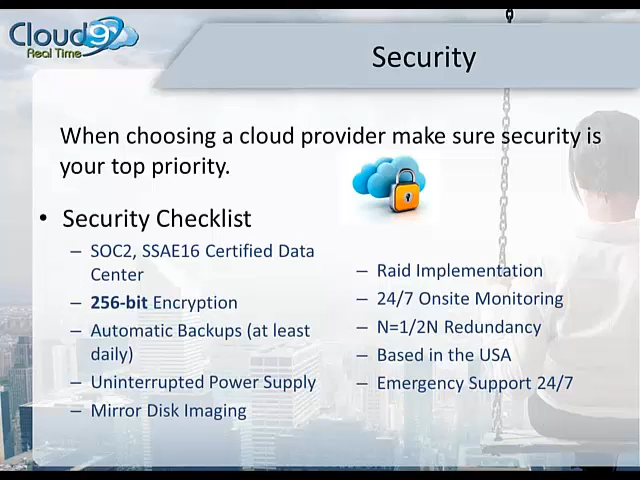 Cloud9
Real Time
Security
When choosing a cloud provider make sure security is
your top priority.
• Security Checklist
– SOC2, SSAE16 Certified Data
Center
– 256-bit Encryption
– Automatic Backups (at least
daily)
– Uninterrupted Power Supply
– Mirror Disk Imaging
– Raid Implementation
– 24/7 Onsite Monitoring
– N=1/2N Redundancy
– Based in the USA
– Emergency Support 24/7